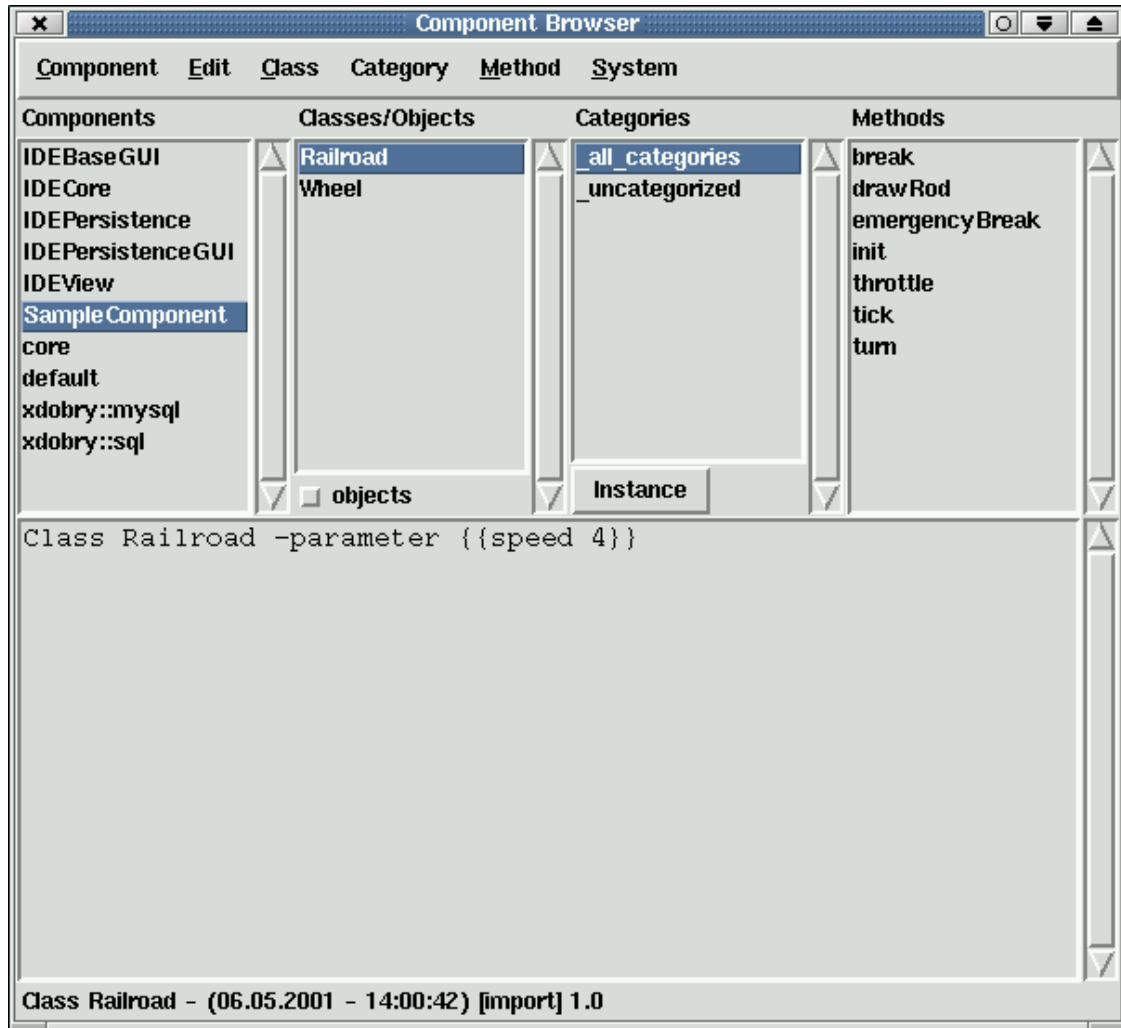 Component Browser
Component Edit Class Category Method System
Components
IDEBaseGUI
IDECore
IDEPersistence
IDEPersistenceGUI
IDEView
SampleComponent
core
default
xdobry::mysql
xdobry::sql
Classes/Objects
Railroad
Wheel
objects
Categories
_all_categories
_uncategorized
Instance
Methods
break
drawRod
emergencyBreak
init
throttle
tick
turn
Class Railroad -parameter {{speed 4}}
Class Railroad - (06.05.2001 - 14:00:42) [import] 1.0